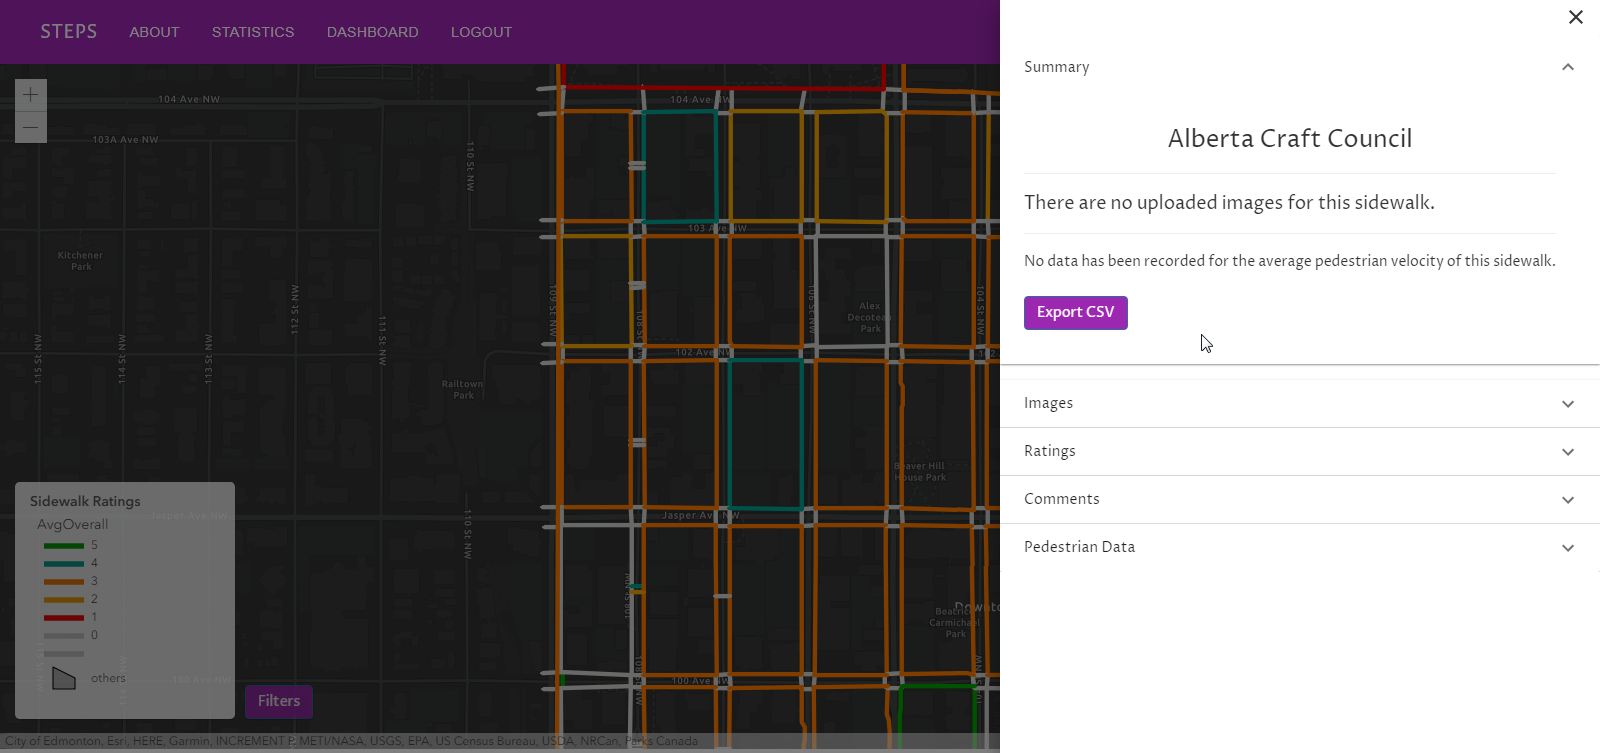 STEPS ABOUT STATISTICS DASHBOARD LOGOUT
+
−
104 Ave NW
103A Ave NW
110 St NW
104 Ave NW
Kitchener
Park
103 Ave NW
112 St NW
111 St NW
109 St NW
108 St
106 St NW
104 St NW
Alex
Decoteau
Park
115 St NW
114 St NW
113 St NW
102 Ave NW
102
Railtown
Park
Beaver Hill
House Park
Jasper Ave NW
110 St NW
Jasper Ave NW
108 St NW
Downto
Beatrice
Carmichael
Park
100 Ave NW
100 Ave NW
Sidewalk Ratings
AvgOverall
5
4
3
2
1
0
others
Filters
City of Edmonton, Esri, HERE, Garmin, INCREMENT P, METI/NASA, USGS, EPA, US Census Bureau, USDA, NRCan, Parks Canada
Summary
Alberta Craft Council
There are no uploaded images for this sidewalk.
No data has been recorded for the average pedestrian velocity of this sidewalk.
Export CSV
Images
Ratings
Comments
Pedestrian Data